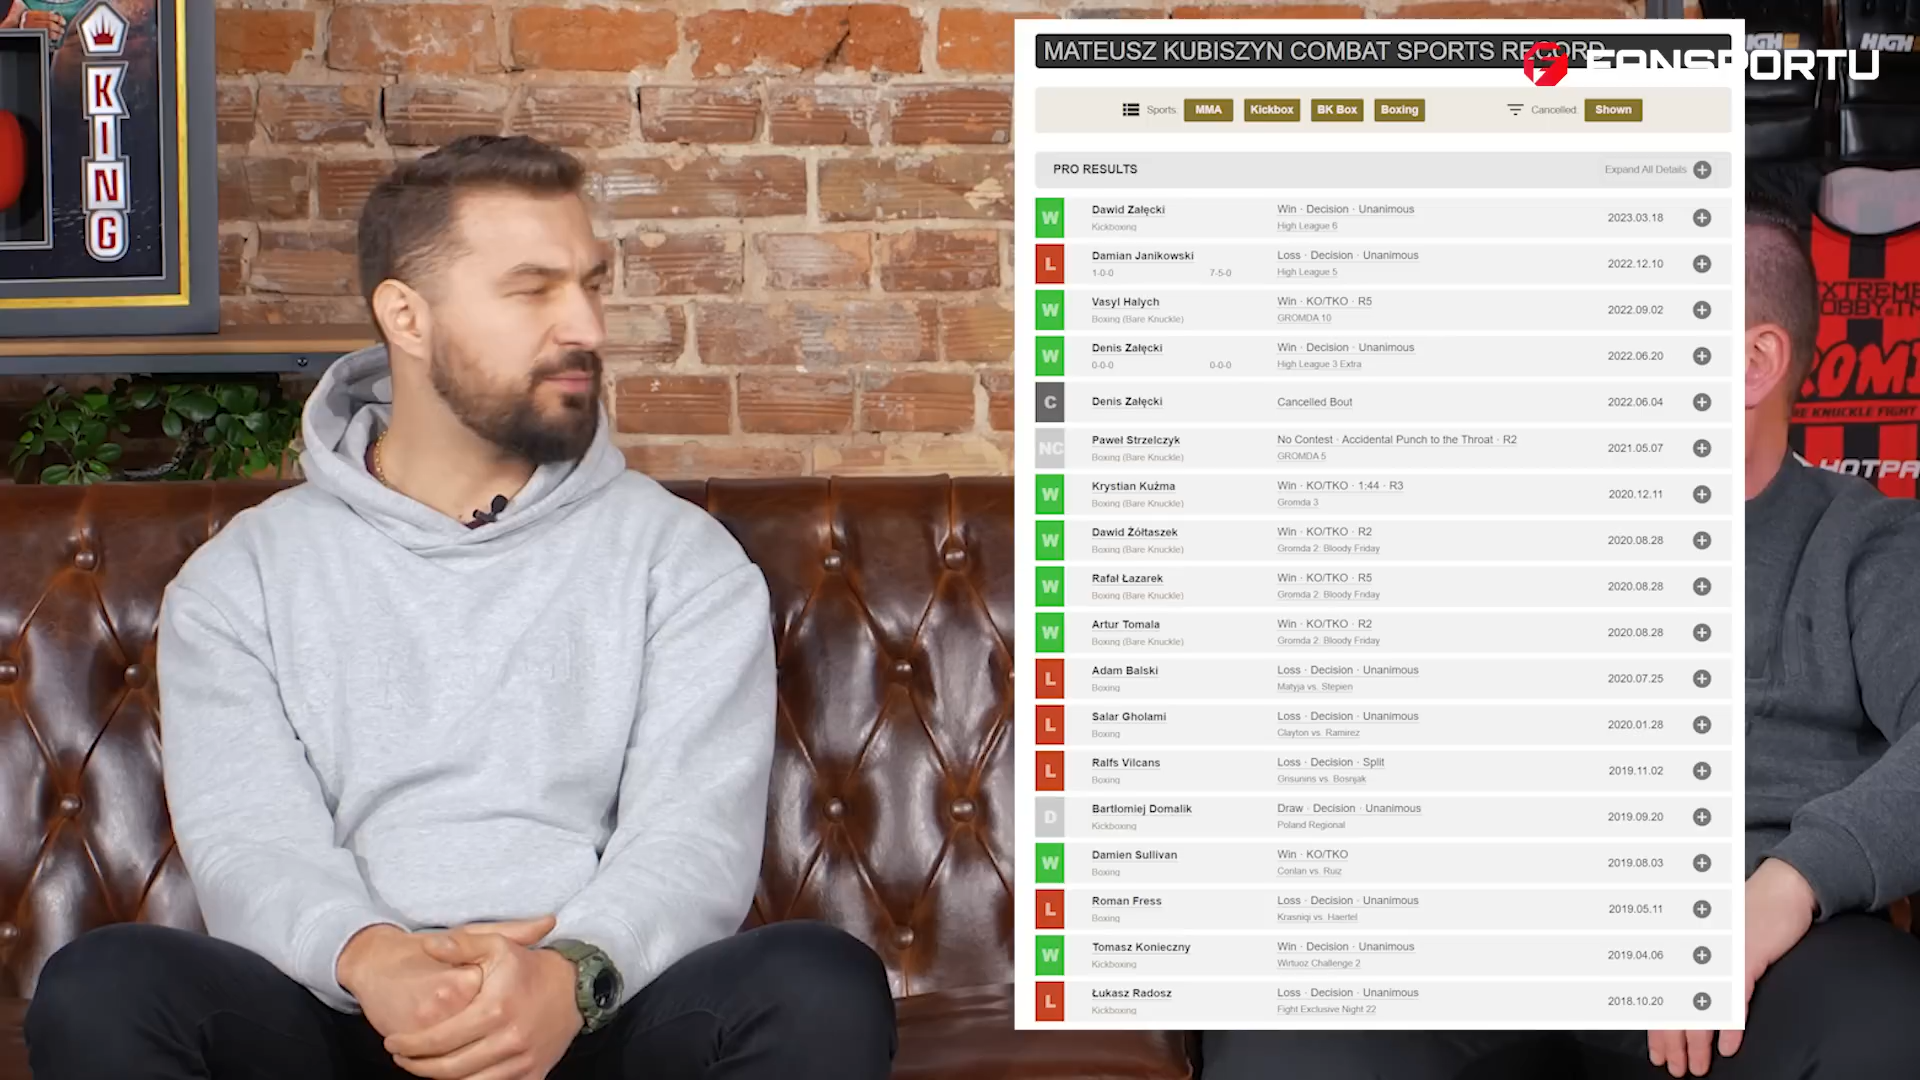 KING
MATEUSZ KUBISZYN COMBAT SPORTS RECORD
FANSPORTU
HIGH
HIGH
Sports: MMA Kickbox BK Box Boxing Cancelled: Shown
PRO RESULTS Expand All Details
W Dawid Załęcki Win · Decision · Unanimous 2023.03.18
Kickboxing High League 6
L Damian Janikowski Loss · Decision · Unanimous 2022.12.10
1-0-0 7-5-0 High League 5
W Vasyl Halych Win · KO/TKO · R5 2022.09.02
Boxing (Bare Knuckle) GROMDA 10
W Denis Załęcki Win · Decision · Unanimous 2022.06.20
0-0-0 0-0-0 High League 3 Extra
C Denis Załęcki Cancelled Bout 2022.06.04
NC Paweł Strzelczyk No Contest · Accidental Punch to the Throat · R2 2021.05.07
Boxing (Bare Knuckle) GROMDA 5
W Krystian Kuźma Win · KO/TKO · 1:44 · R3 2020.12.11
Boxing (Bare Knuckle) Gromda 3
W Dawid Żółtaszek Win · KO/TKO · R2 2020.08.28
Boxing (Bare Knuckle) Gromda 2: Bloody Friday
W Rafał Łazarek Win · KO/TKO · R5 2020.08.28
Boxing (Bare Knuckle) Gromda 2: Bloody Friday
W Artur Tomala Win · KO/TKO · R2 2020.08.28
Boxing (Bare Knuckle) Gromda 2: Bloody Friday
L Adam Balski Loss · Decision · Unanimous 2020.07.25
Boxing Matyja vs. Stepien
L Salar Gholami Loss · Decision · Unanimous 2020.01.28
Boxing Clayton vs. Ramirez
L Ralfs Vilcans Loss · Decision · Split 2019.11.02
Boxing Grisunins vs. Bosnjak
D Bartłomiej Domalik Draw · Decision · Unanimous 2019.09.20
Kickboxing Poland Regional
W Damien Sullivan Win · KO/TKO 2019.08.03
Boxing Conlan vs. Ruiz
L Roman Fress Loss · Decision · Unanimous 2019.05.11
Boxing Krasniqi vs. Haertel
W Tomasz Konieczny Win · Decision · Unanimous 2019.04.06
Kickboxing Wirtuoz Challenge 2
L Łukasz Radosz Loss · Decision · Unanimous 2018.10.20
Kickboxing Fight Exclusive Night 22